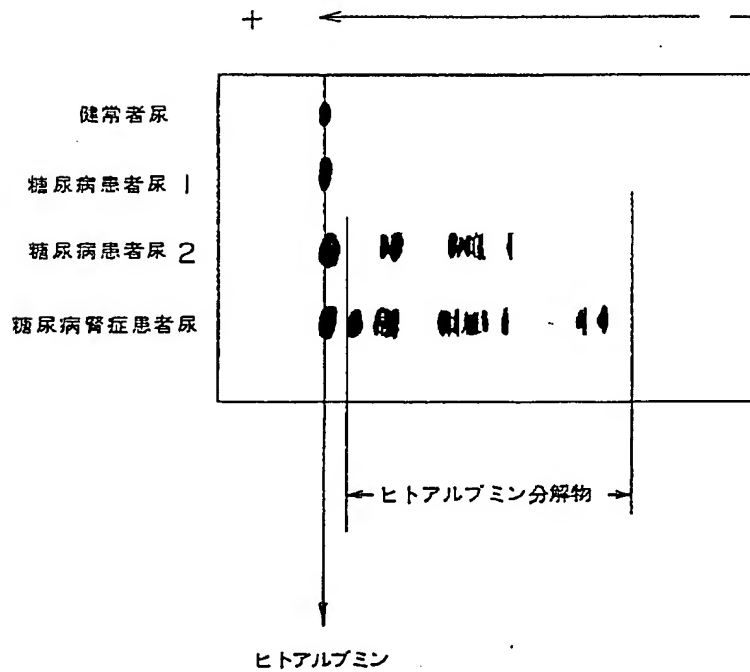 + −
健常者尿
糖尿病患者尿 1
糖尿病患者尿 2
糖尿病腎症患者尿
ヒトアルブミン分解物
ヒトアルブミン